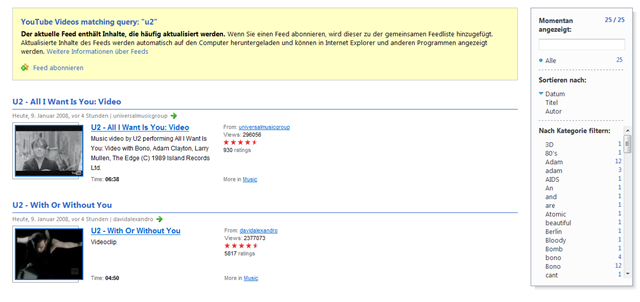 YouTube Videos matching query: "u2"
Der aktuelle Feed enthält Inhalte, die häufig aktualisiert werden. Wenn Sie einen Feed abonnieren, wird dieser zu der gemeinsamen Feedliste hinzugefügt.
Aktualisierte Inhalte des Feeds werden automatisch auf den Computer heruntergeladen und können in Internet Explorer und anderen Programmen angezeigt
werden. Weitere Informationen über Feeds
Feed abonnieren
U2 - All I Want Is You: Video
Heute, 9. Januar 2008, vor 4 Stunden | universalmusicgroup
U2 - All I Want Is You: Video
Music video by U2 performing All I Want Is
You: Video with Bono, Adam Clayton, Larry
Mullen, The Edge (C) 1989 Island Records
Ltd.
Time: 06:38
From: universalmusicgroup
Views: 296056
930 ratings
More in Music
U2 - With Or Without You
Heute, 9. Januar 2008, vor 4 Stunden | davidalexandro
U2 - With Or Without You
Videoclip
Time: 04:50
From: davidalexandro
Views: 2377073
5817 ratings
More in Music
Momentan 25 / 25
angezeigt:
Alle 25
Sortieren nach:
Datum
Titel
Autor
Nach Kategorie filtern:
3D 1
80's 1
Adam 12
adam 3
AIDS 1
An 1
and 1
are 1
Atomic 1
beautiful 1
Berlin 1
Bloody 1
Bomb 1
bono 4
Bono 12
cant 1